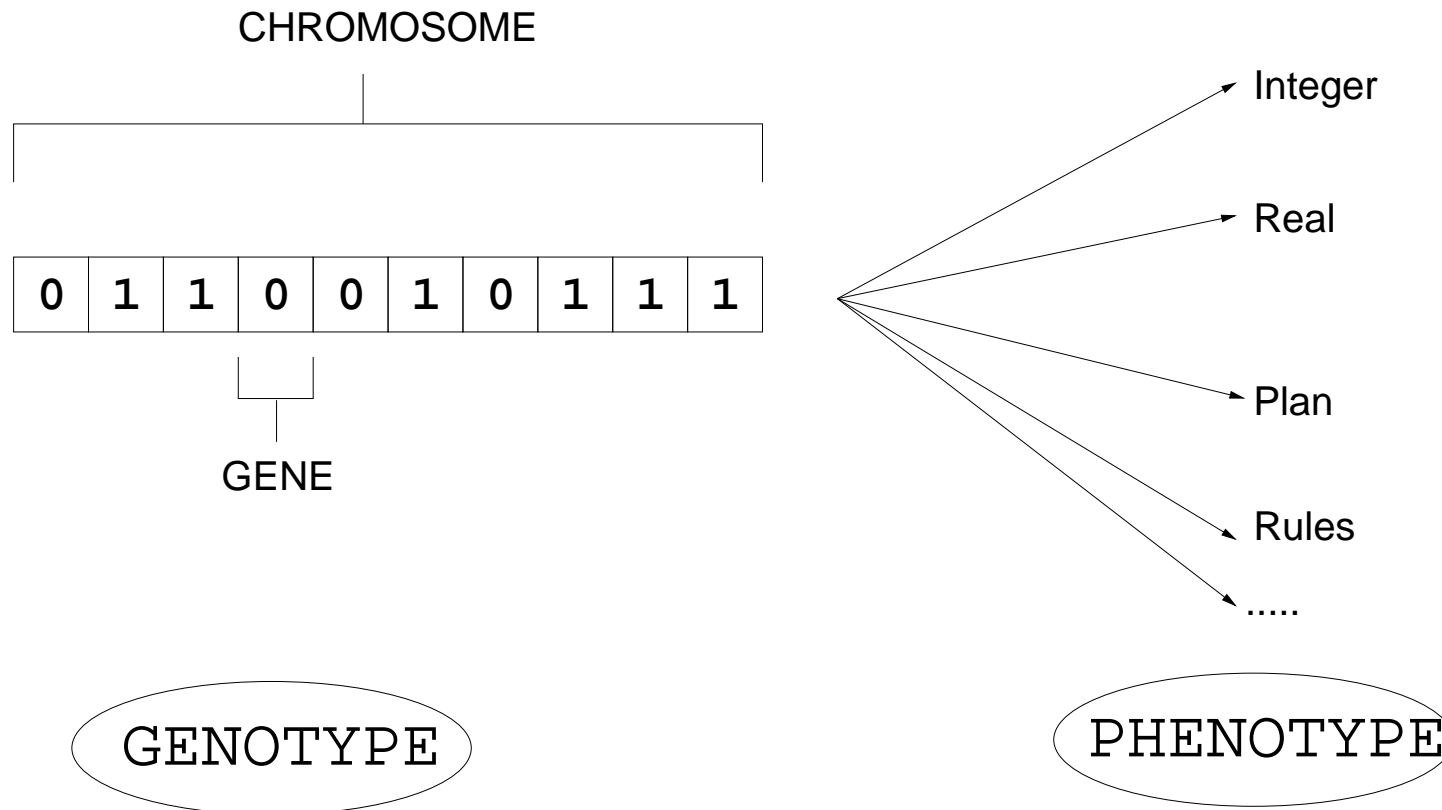 CHROMOSOME
0 1 1 0 0 1 0 1 1 1
GENE
Integer
Real
Plan
Rules
.....
GENOTYPE
PHENOTYPE